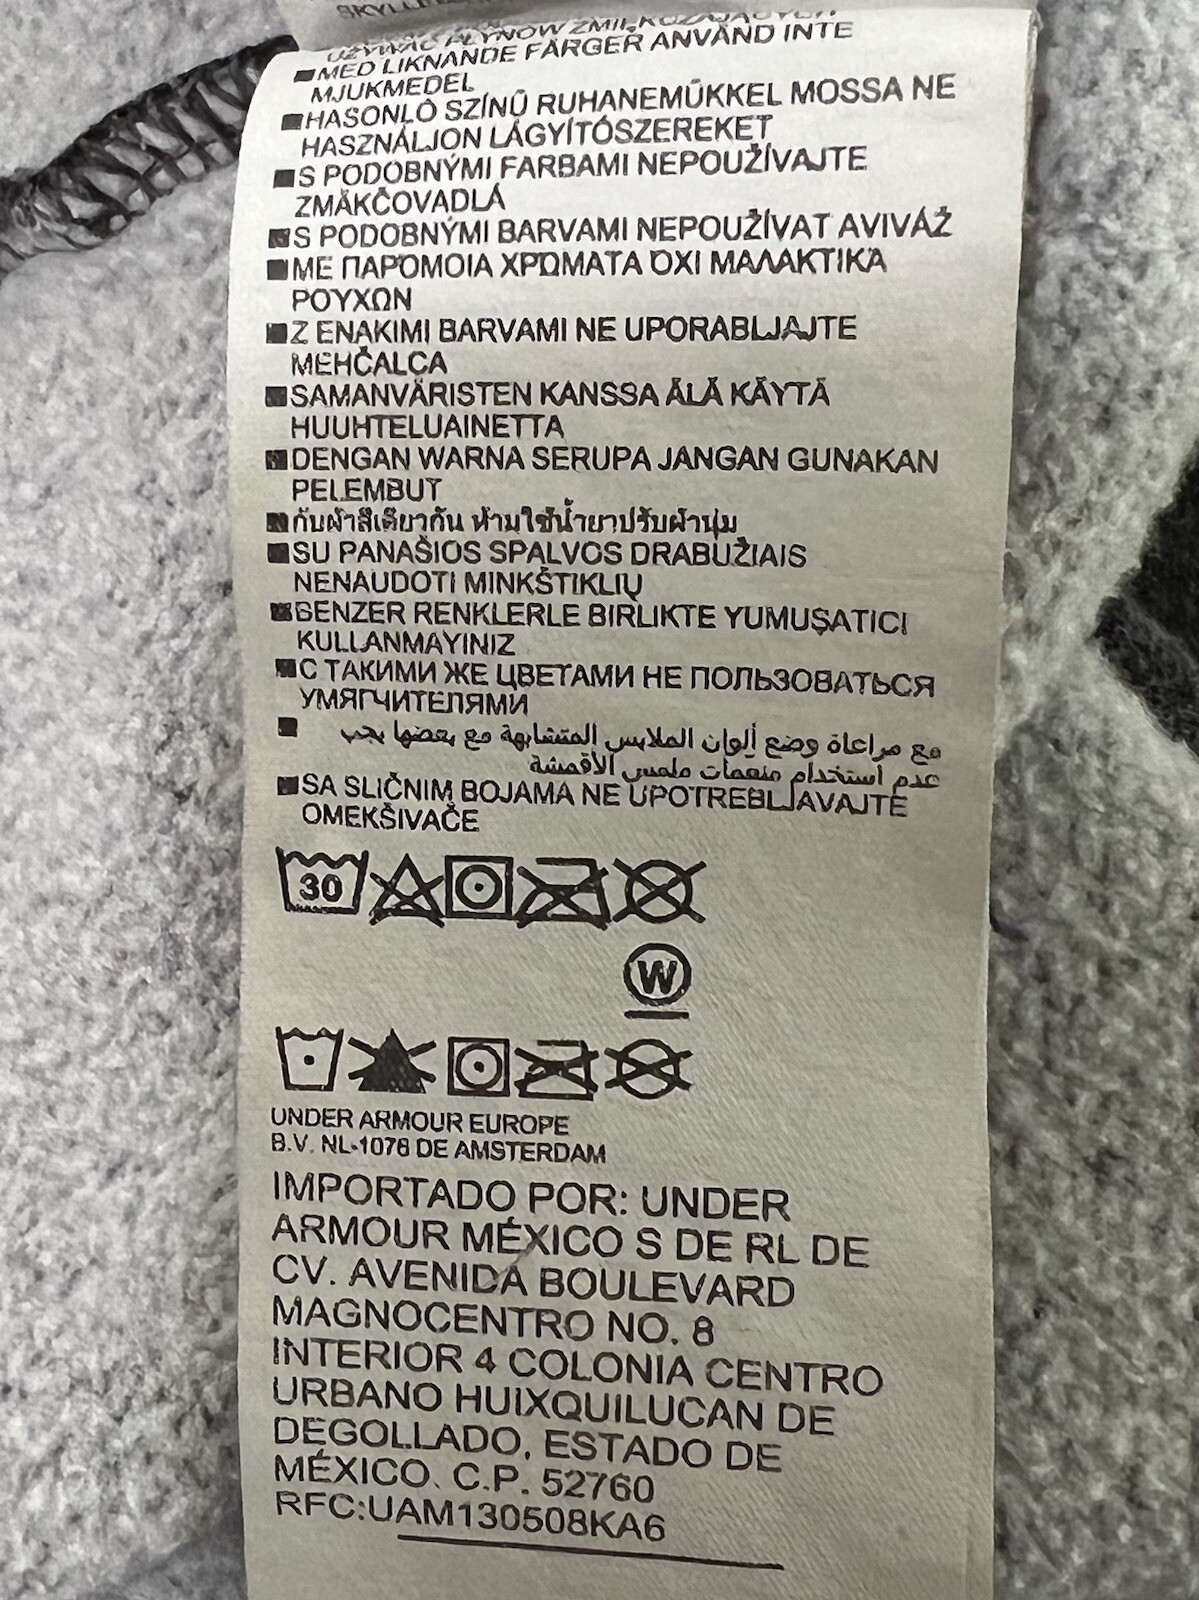 MED LIKNANDE FÄRGER ANVÄND INTE
MJUKMEDEL
HASONLÓ SZÍNŰ RUHANEMŰKKEL MOSSA NE
HASZNÁLJON LÁGYÍTÓSZEREKET
S PODOBNÝMI FARBAMI NEPOUŽÍVAJTE
ZMÄKČOVADLÁ
S PODOBNÝMI BARVAMI NEPOUŽÍVAT AVIVÁŽ
ΜΕ ΠΑΡΌΜΟΙΑ ΧΡΏΜΑΤΑ ΌΧΙ ΜΑΛΑΚΤΙΚΆ
ΡΟΥΧΩΝ
Z ENAKIMI BARVAMI NE UPORABLJAJTE
MEHČALCA
SAMANVÄRISTEN KANSSA ÄLÄ KÄYTÄ
HUUHTELUAINETTA
DENGAN WARNA SERUPA JANGAN GUNAKAN
PELEMBUT
กับผ้าสีเดียวกัน ห้ามใช้น้ำยาปรับผ้านุ่ม
SU PANAŠIOS SPALVOS DRABUŽIAIS
NENAUDOTI MINKŠTIKLIŲ
BENZER RENKLERLE BIRLIKTE YUMUŞATICI
KULLANMAYINIZ
С ТАКИМИ ЖЕ ЦВЕТАМИ НЕ ПОЛЬЗОВАТЬСЯ
УМЯГЧИТЕЛЯМИ
مع مراعاة وضع ألوان الملابس المتشابهة مع بعضها يجب
عدم استخدام منعمات ملمس الأقمشة
SA SLIČNIM BOJAMA NE UPOTREBLJAVAJTE
OMEKŠIVAČE
30
W
UNDER ARMOUR EUROPE
B.V. NL-1076 DE AMSTERDAM
IMPORTADO POR: UNDER
ARMOUR MÉXICO S DE RL DE
CV. AVENIDA BOULEVARD
MAGNOCENTRO NO. 8
INTERIOR 4 COLONIA CENTRO
URBANO HUIXQUILUCAN DE
DEGOLLADO, ESTADO DE
MÉXICO. C.P. 52760
RFC:UAM130508KA6